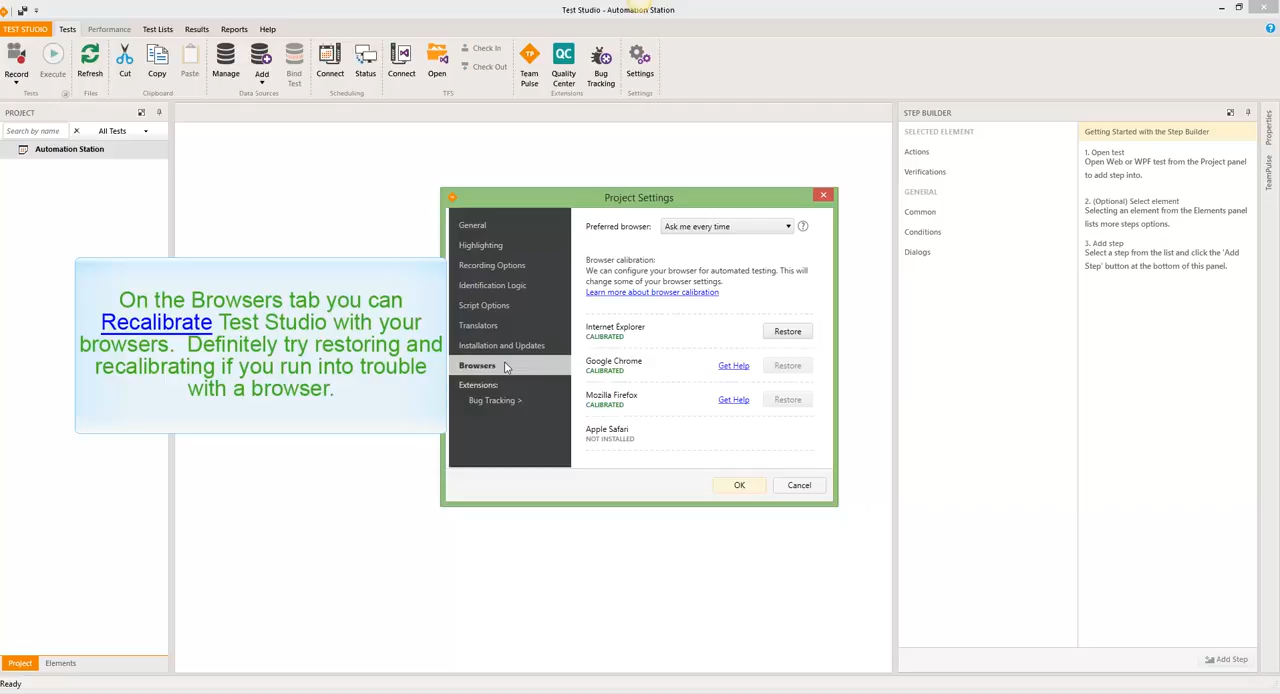 Test Studio - Automation Station
TEST STUDIO
Tests
Performance
Test Lists
Results
Reports
Help
Record
Execute
Refresh
Cut
Copy
Paste
Manage
Add
Bind
Test
Connect
Status
Connect
Open
Check In
Check Out
Team
Pulse
Quality
Center
Bug
Tracking
Settings
Tests
Files
Clipboard
Data Sources
Scheduling
TFS
Extensions
Settings
PROJECT
Search by name
All Tests
Automation Station
On the Browsers tab you can
Recalibrate Test Studio with your
browsers. Definitely try restoring and
recalibrating if you run into trouble
with a browser.
Project Settings
General
Highlighting
Recording Options
Identification Logic
Script Options
Translators
Installation and Updates
Browsers
Extensions:
Bug Tracking >
Preferred browser:
Ask me every time
Browser calibration:
We can configure your browser for automated testing. This will
change some of your browser settings.
Learn more about browser calibration
Internet Explorer
CALIBRATED
Restore
Google Chrome
CALIBRATED
Get Help
Restore
Mozilla Firefox
CALIBRATED
Get Help
Restore
Apple Safari
NOT INSTALLED
OK
Cancel
STEP BUILDER
SELECTED ELEMENT
Actions
Verifications
GENERAL
Common
Conditions
Dialogs
Getting Started with the Step Builder
1. Open test
Open Web or WPF test from the Project panel
to add step into.
2. (Optional) Select element
Selecting an element from the Elements panel
lists more steps options.
3. Add step
Select a step from the list and click the 'Add
Step' button at the bottom of this panel.
Add Step
Properties
TeamPulse
Project
Elements
Ready